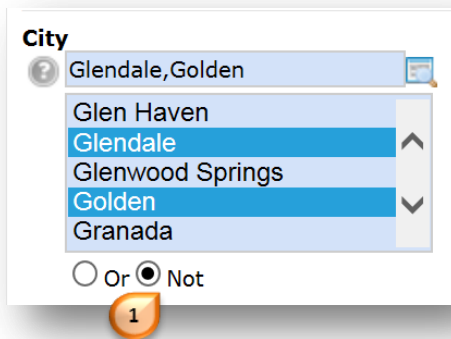 City
Glendale,Golden
Glen Haven
Glendale
Glenwood Springs
Golden
Granada
Or Not
1